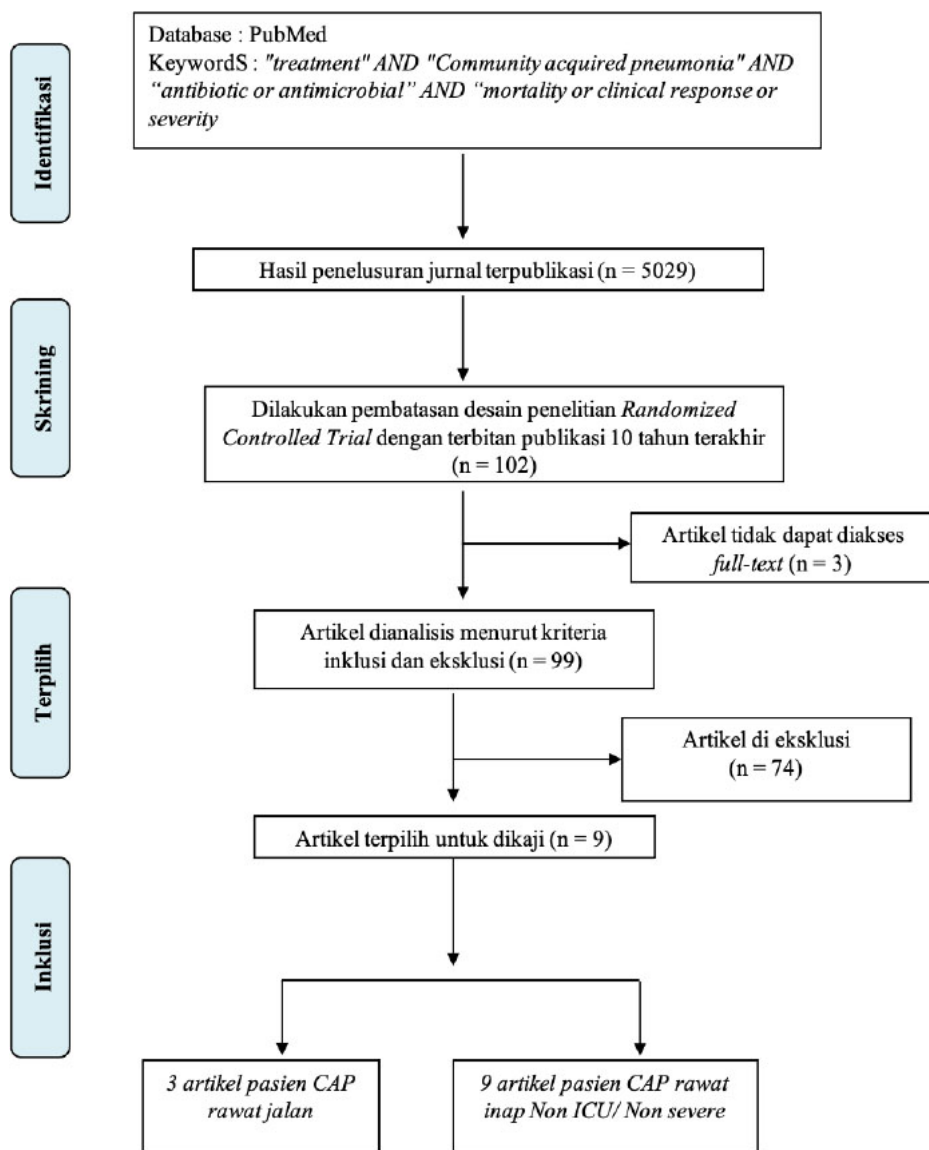 Database : PubMed
KeywordS : "treatment" AND "Community acquired pneumonia" AND
“antibiotic or antimicrobial” AND “mortality or clinical response or
severity
Identifikasi
Hasil penelusuran jurnal terpublikasi (n = 5029)
Skrining
Dilakukan pembatasan desain penelitian Randomized
Controlled Trial dengan terbitan publikasi 10 tahun terakhir
(n = 102)
Artikel tidak dapat diakses
full-text (n = 3)
Terpilih
Artikel dianalisis menurut kriteria
inklusi dan eksklusi (n = 99)
Artikel di eksklusi
(n = 74)
Artikel terpilih untuk dikaji (n = 9)
Inklusi
3 artikel pasien CAP
rawat jalan
9 artikel pasien CAP rawat
inap Non ICU/ Non severe